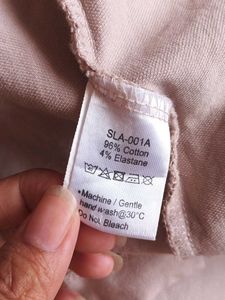 SLA-001A
96% Cotton
4% Elastane
•Machine / Gentle
hand wash@30°C
Do Not, Bleach